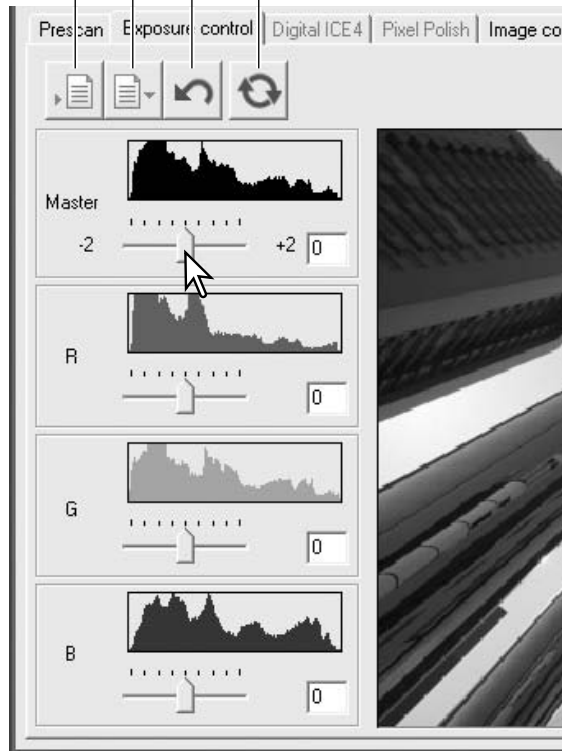 Prescan Exposure control Digital ICE4 Pixel Polish Image co
Master
-2 +2 0
R
0
G
0
B
0